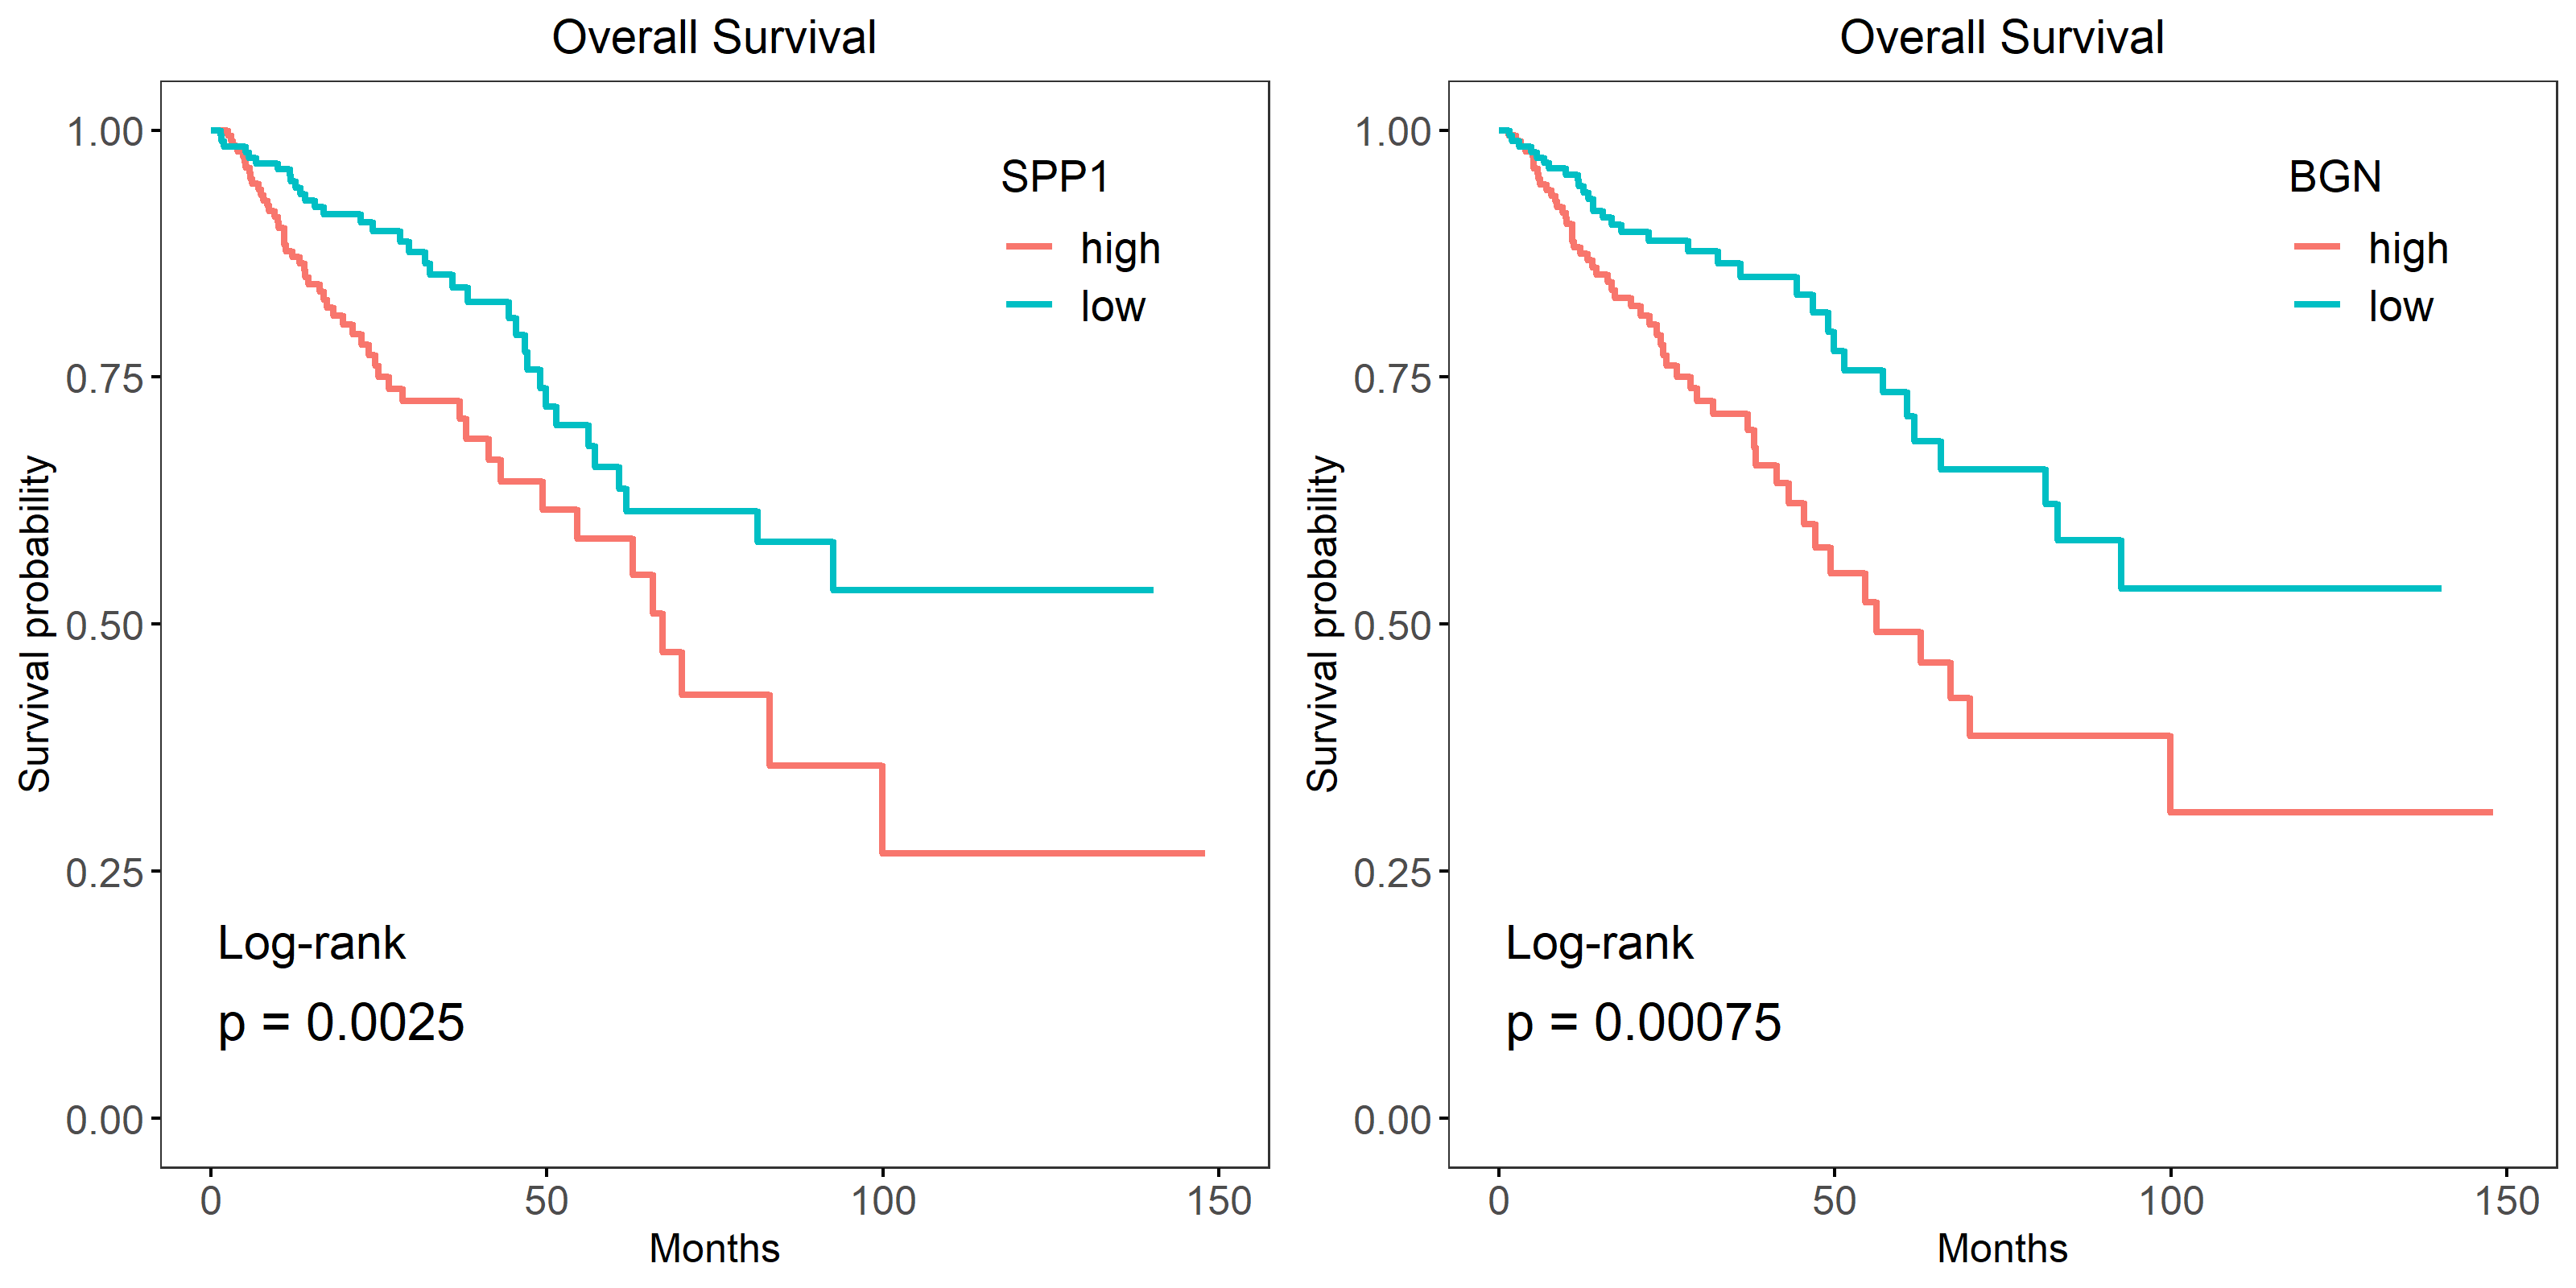 Overall Survival
1.00
0.75
0.50
0.25
0.00
Survival probability
SPP1
high
low
Log-rank
p = 0.0025
0 50 100 150
Months
Overall Survival
1.00
0.75
0.50
0.25
0.00
Survival probability
BGN
high
low
Log-rank
p = 0.00075
0 50 100 150
Months